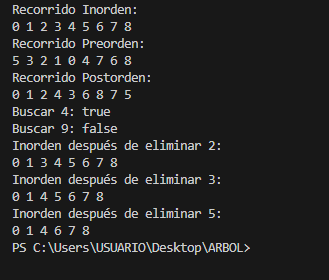 Recorrido Inorden:
0 1 2 3 4 5 6 7 8
Recorrido Preorden:
5 3 2 1 0 4 7 6 8
Recorrido Postorden:
0 1 2 4 3 6 8 7 5
Buscar 4: true
Buscar 9: false
Inorden después de eliminar 2:
0 1 3 4 5 6 7 8
Inorden después de eliminar 3:
0 1 4 5 6 7 8
Inorden después de eliminar 5:
0 1 4 6 7 8
PS C:\Users\USUARIO\Desktop\ARBOL>